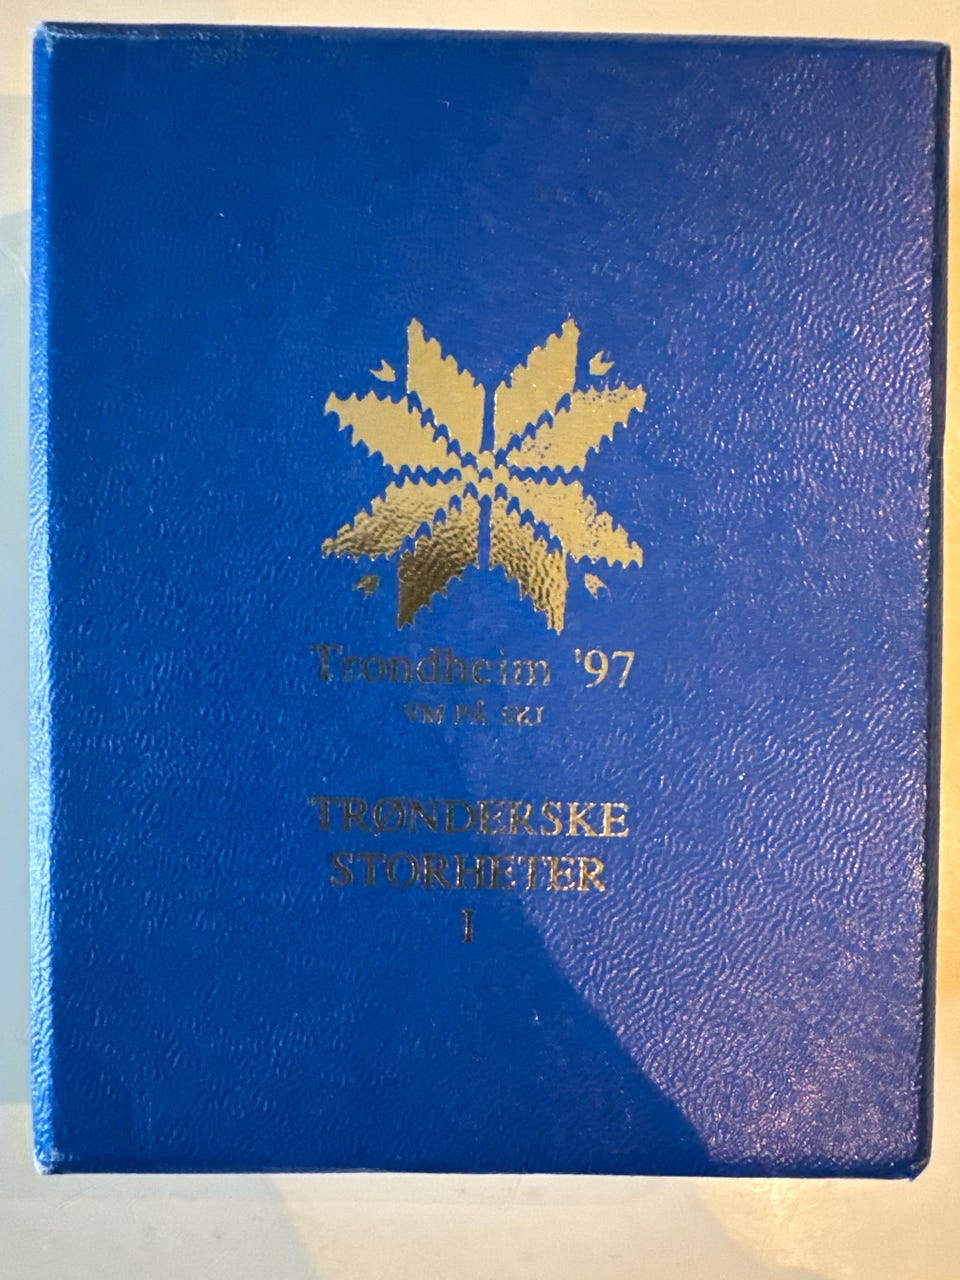 Trondheim '97
VM PÅ SKI
TRØNDERSKE
STORHETER
I